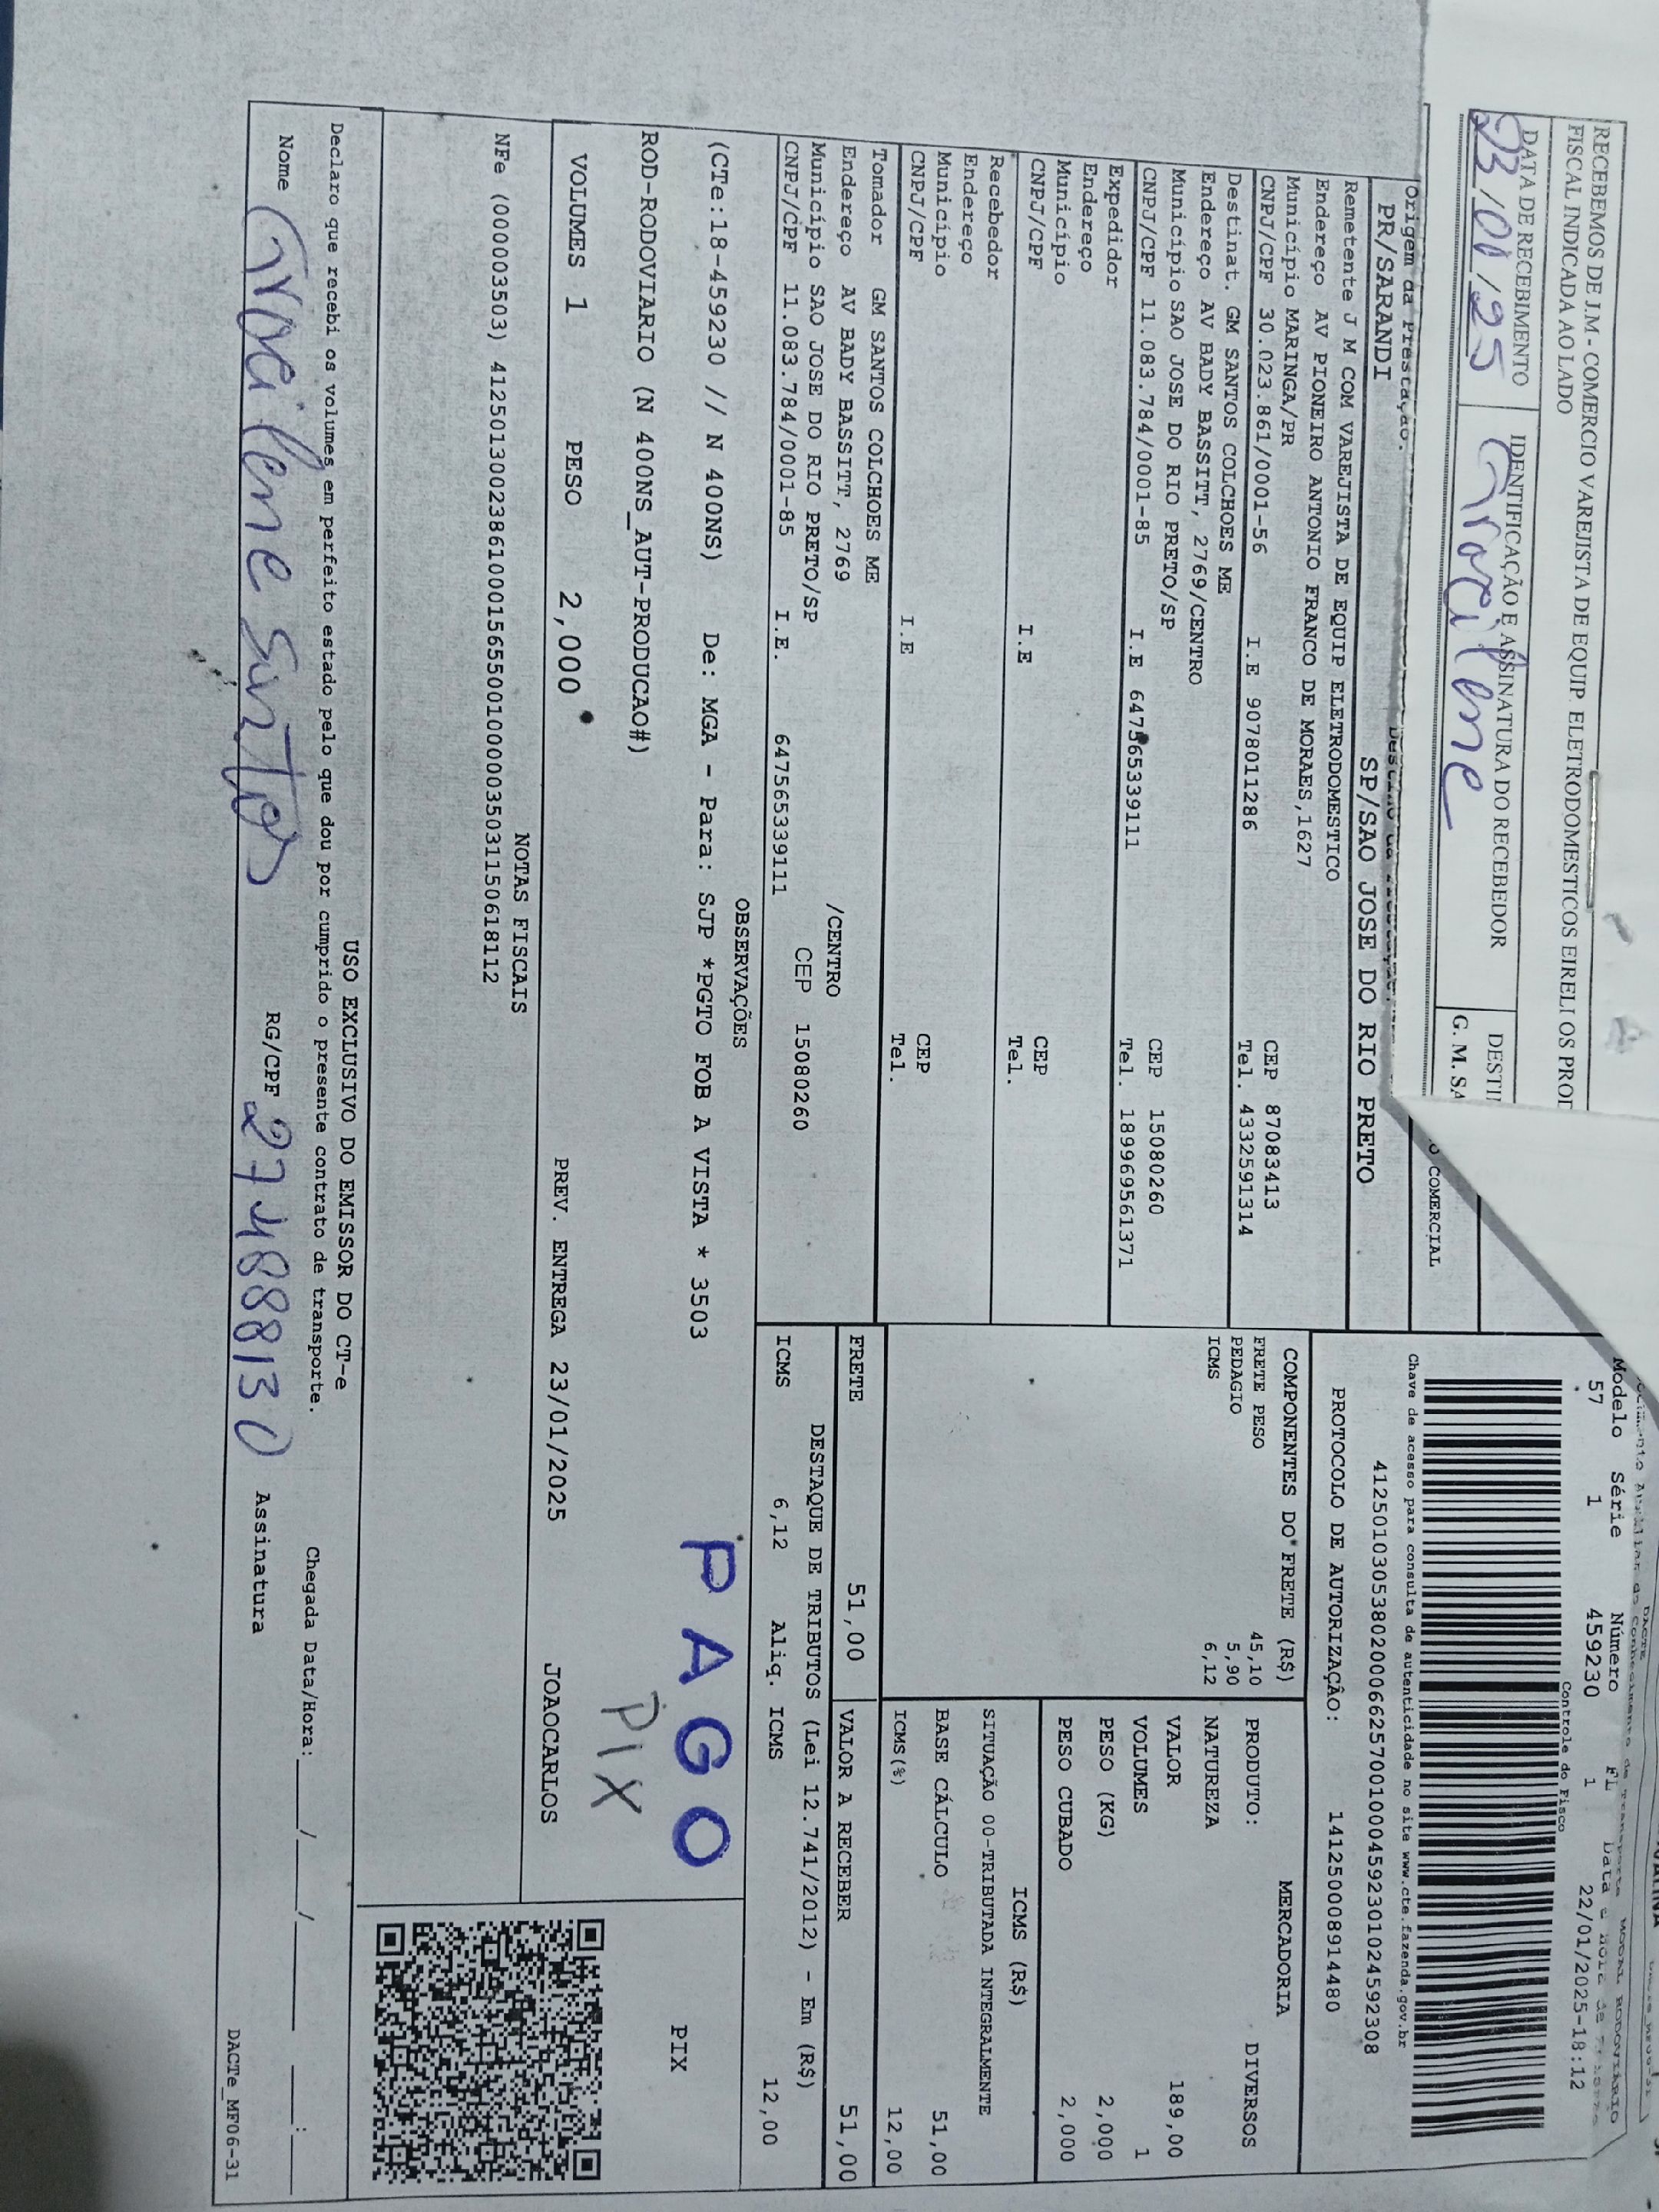 RECEBEMOS DE J.M - COMERCIO VAREJISTA DE EQUIP. ELETRODOMESTICOS EIRELI OS PROD
FISCAL INDICADA AO LADO
DATA DE RECEBIMENTO
IDENTIFICAÇÃO E ASSINATURA DO RECEBEDOR
DESTI
G. M. SA
Gracilene
COMERCIAL
Origem da Prestação.
PR/SARANDI
SP/SAO JOSE DO RIO PRETO
Remetente J M COM VAREJISTA DE EQUIP ELETRODOMESTICO
Endereço AV PIONEIRO ANTONIO FRANCO DE MORAES,1627
Município MARINGA/PR CEP 87083413
CNPJ/CPF 30.023.861/0001-56 I.E 9078011286 Tel. 4332591314
Destinat. GM SANTOS COLCHOES ME
Endereço AV BADY BASSITT, 2769/CENTRO
Município SAO JOSE DO RIO PRETO/SP CEP 15080260
CNPJ/CPF 11.083.784/0001-85 I.E 647565339111 Tel. 189969561371
Expedidor
Endereço
Município CEP
CNPJ/CPF I.E Tel.
Recebedor
Endereço
Município CEP
CNPJ/CPF I.E Tel.
Tomador GM SANTOS COLCHOES ME
Endereço AV BADY BASSITT, 2769 /CENTRO
Município SAO JOSE DO RIO PRETO/SP CEP 15080260
CNPJ/CPF 11.083.784/0001-85 I.E. 647565339111
Modelo Série Número FL
57 1 459230 1 22/01/2025-18:12
Controle do Fisco
Chave de acesso para consulta de autenticidade no site www.cte.fazenda.gov.br
41250103053802000662570010004592301024592308
PROTOCOLO DE AUTORIZAÇÃO: 141250008914480
COMPONENTES DO FRETE (R$)
FRETE PESO 45,10
PEDAGIO 5,90
ICMS 6,12
MERCADORIA
PRODUTO: DIVERSOS
NATUREZA
VALOR 189,00
VOLUMES 1
PESO (KG) 2,000
PESO CUBADO 2,000
ICMS (R$)
SITUAÇÃO 00-TRIBUTADA INTEGRALMENTE
BASE CÁLCULO 51,00
ICMS(%) 12,00
FRETE 51,00 VALOR A RECEBER 51,00
DESTAQUE DE TRIBUTOS (Lei 12.741/2012) - Em (R$)
ICMS 6,12 Aliq. ICMS 12,00
OBSERVAÇÕES
(CTe:18-459230 // N 400NS) De: MGA - Para: SJP *PGTO FOB A VISTA * 3503
ROD-RODOVIARIO (N 400NS_AUT-PRODUCAO#)
PAGO
PIX
PIX
VOLUMES 1 PESO 2,000 PREV. ENTREGA 23/01/2025 JOAOCARLOS
NOTAS FISCAIS
NFe (000003503) 41250130023861000156550010000035031150618112
USO EXCLUSIVO DO EMISSOR DO CT-e
Declaro que recebi os volumes em perfeito estado pelo que dou por cumprido o presente contrato de transporte. Chegada Data/Hora: ___/___/___ __:__
Nome Gracilene Santos RG/CPF 274888130 Assinatura
DACTe_MF06-31